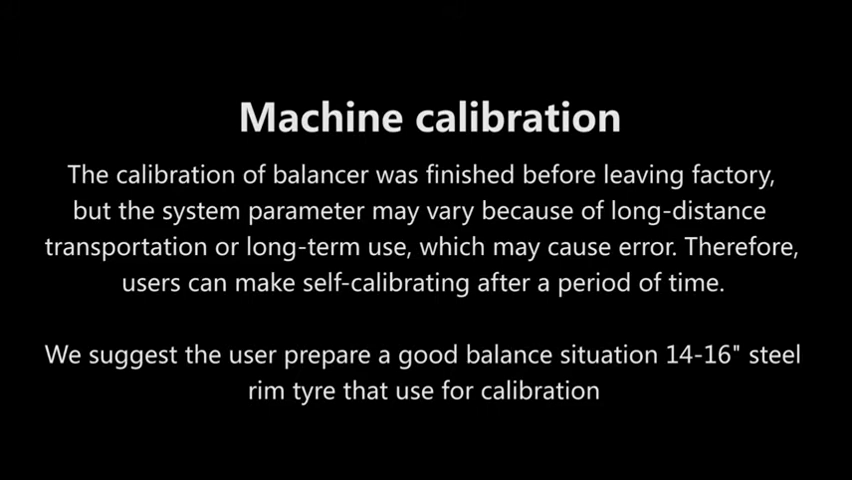 Machine calibration
The calibration of balancer was finished before leaving factory,
but the system parameter may vary because of long-distance
transportation or long-term use, which may cause error. Therefore,
users can make self-calibrating after a period of time.
We suggest the user prepare a good balance situation 14-16" steel
rim tyre that use for calibration